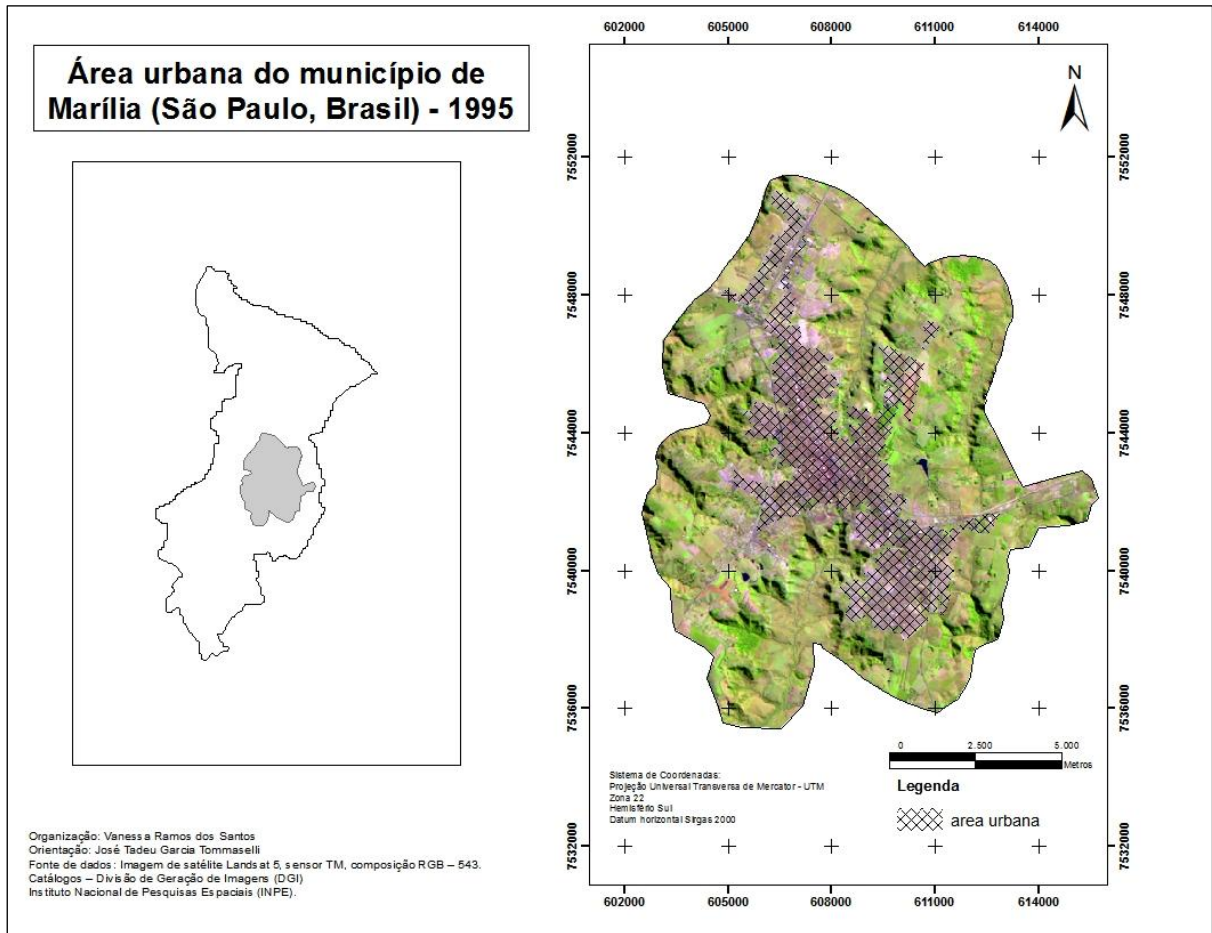 Área urbana do município de
Marília (São Paulo, Brasil) - 1995
Organização: Vanessa Ramos dos Santos
Orientação: José Tadeu Garcia Tommaselli
Fonte de dados: Imagem de satélite Landsat 5, sensor TM, composição RGB – 543.
Catálogos – Divisão de Geração de Imagens (DGI)
Instituto Nacional de Pesquisas Espaciais (INPE).
602000 605000 608000 611000 614000
N
7552000 7552000
7548000 7548000
7544000 7544000
7540000 7540000
7536000 7536000
7532000 7532000
0 2.500 5.000
Metros
Sistema de Coordenadas:
Projeção Universal Transversa de Mercator - UTM
Zona 22
Hemisfério Sul
Datum horizontal Sirgas 2000
Legenda
area urbana
602000 605000 608000 611000 614000